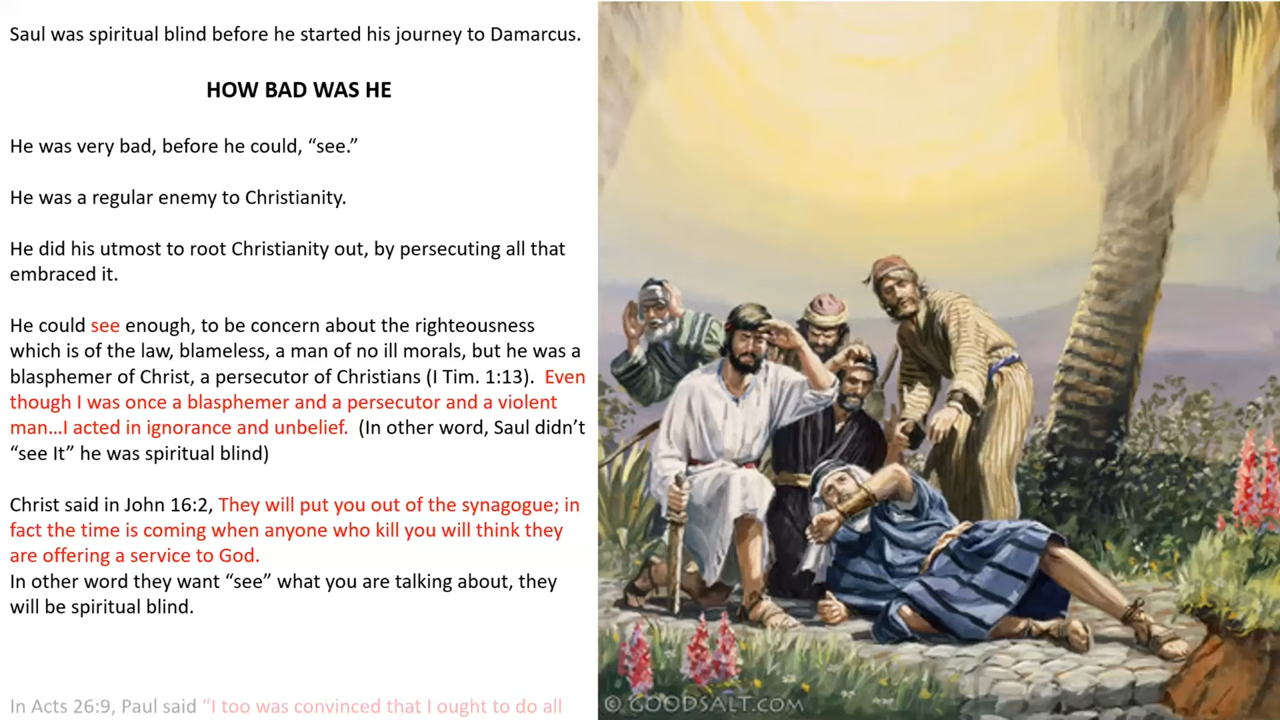 Saul was spiritual blind before he started his journey to Damarcus.
HOW BAD WAS HE
He was very bad, before he could, “see.”
He was a regular enemy to Christianity.
He did his utmost to root Christianity out, by persecuting all that
embraced it.
He could see enough, to be concern about the righteousness
which is of the law, blameless, a man of no ill morals, but he was a
blasphemer of Christ, a persecutor of Christians (I Tim. 1:13).  Even
though I was once a blasphemer and a persecutor and a violent
man…I acted in ignorance and unbelief.  (In other word, Saul didn’t
“see It” he was spiritual blind)
Christ said in John 16:2, They will put you out of the synagogue; in
fact the time is coming when anyone who kill you will think they
are offering a service to God.
In other word they want “see” what you are talking about, they
will be spiritual blind.
In Acts 26:9, Paul said “I too was convinced that I ought to do all
© GOODSALT.COM